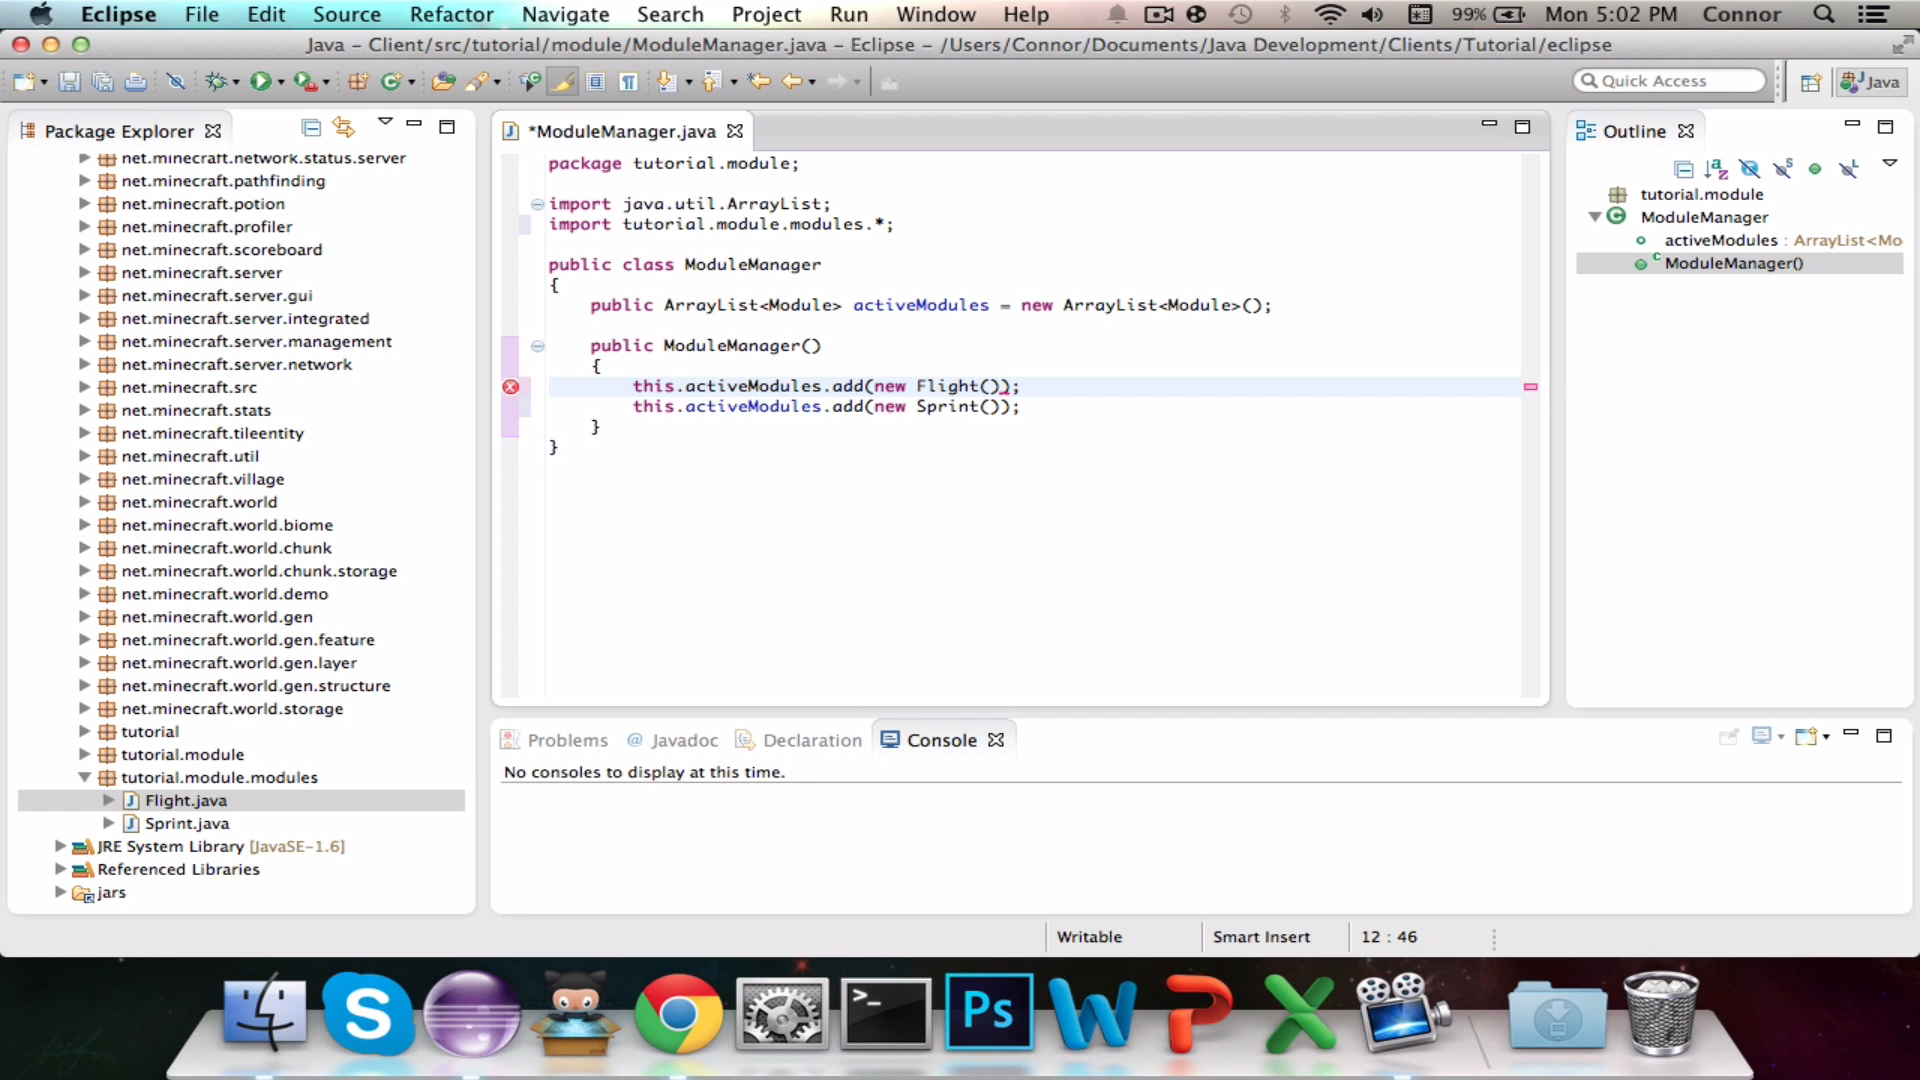 Eclipse File Edit Source Refactor Navigate Search Project Run Window Help 99% Mon 5:02 PM Connor
Java – Client/src/tutorial/module/ModuleManager.java – Eclipse – /Users/Connor/Documents/Java Development/Clients/Tutorial/eclipse
Quick Access
Java
Package Explorer
net.minecraft.network.status.server
net.minecraft.pathfinding
net.minecraft.potion
net.minecraft.profiler
net.minecraft.scoreboard
net.minecraft.server
net.minecraft.server.gui
net.minecraft.server.integrated
net.minecraft.server.management
net.minecraft.server.network
net.minecraft.src
net.minecraft.stats
net.minecraft.tileentity
net.minecraft.util
net.minecraft.village
net.minecraft.world
net.minecraft.world.biome
net.minecraft.world.chunk
net.minecraft.world.chunk.storage
net.minecraft.world.demo
net.minecraft.world.gen
net.minecraft.world.gen.feature
net.minecraft.world.gen.layer
net.minecraft.world.gen.structure
net.minecraft.world.storage
tutorial
tutorial.module
tutorial.module.modules
Flight.java
Sprint.java
JRE System Library [JavaSE-1.6]
Referenced Libraries
jars
*ModuleManager.java
package tutorial.module;
import java.util.ArrayList;
import tutorial.module.modules.*;
public class ModuleManager
{
public ArrayList<Module> activeModules = new ArrayList<Module>();
public ModuleManager()
{
this.activeModules.add(new Flight());
this.activeModules.add(new Sprint());
}
}
Outline
tutorial.module
ModuleManager
activeModules : ArrayList<Mo
ModuleManager()
Problems @ Javadoc Declaration Console
No consoles to display at this time.
Writable Smart Insert 12 : 46
Ps